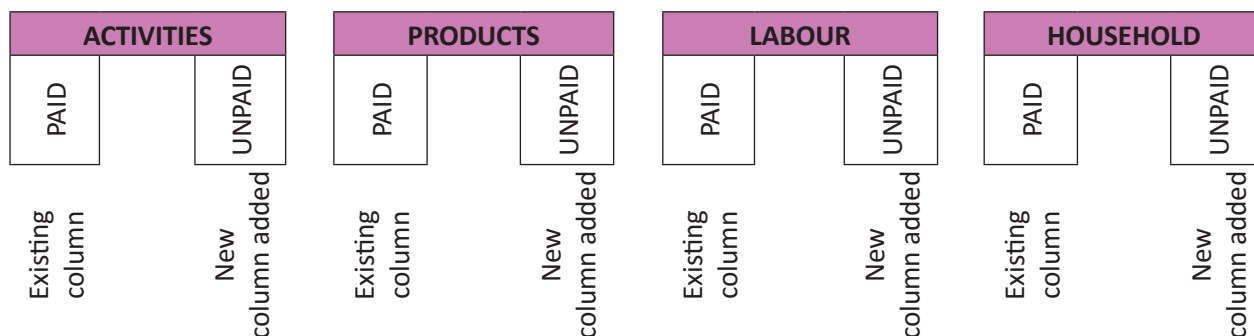 ACTIVITIES
PAID
UNPAID
Existing
column
New
column added
PRODUCTS
PAID
UNPAID
Existing
column
New
column added
LABOUR
PAID
UNPAID
Existing
column
New
column added
HOUSEHOLD
PAID
UNPAID
Existing
column
New
column added